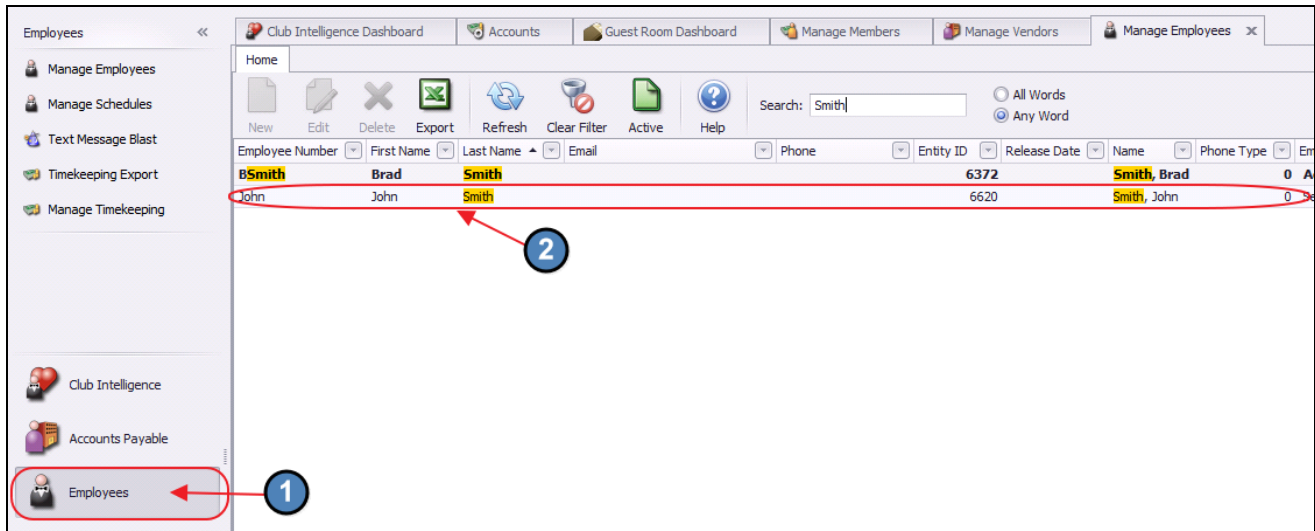 Employees «
Club Intelligence Dashboard Accounts Guest Room Dashboard Manage Members Manage Vendors Manage Employees x
Home
Manage Employees
Manage Schedules
Text Message Blast
Timekeeping Export
Manage Timekeeping
New Edit Delete Export Refresh Clear Filter Active Help
Search: Smith
All Words
Any Word
Employee Number First Name Last Name Email Phone Entity ID Release Date Name Phone Type Em
BSmith Brad Smith 6372 Smith, Brad 0 A
John John Smith 6620 Smith, John 0 Se
2
Club Intelligence
Accounts Payable
Employees
1